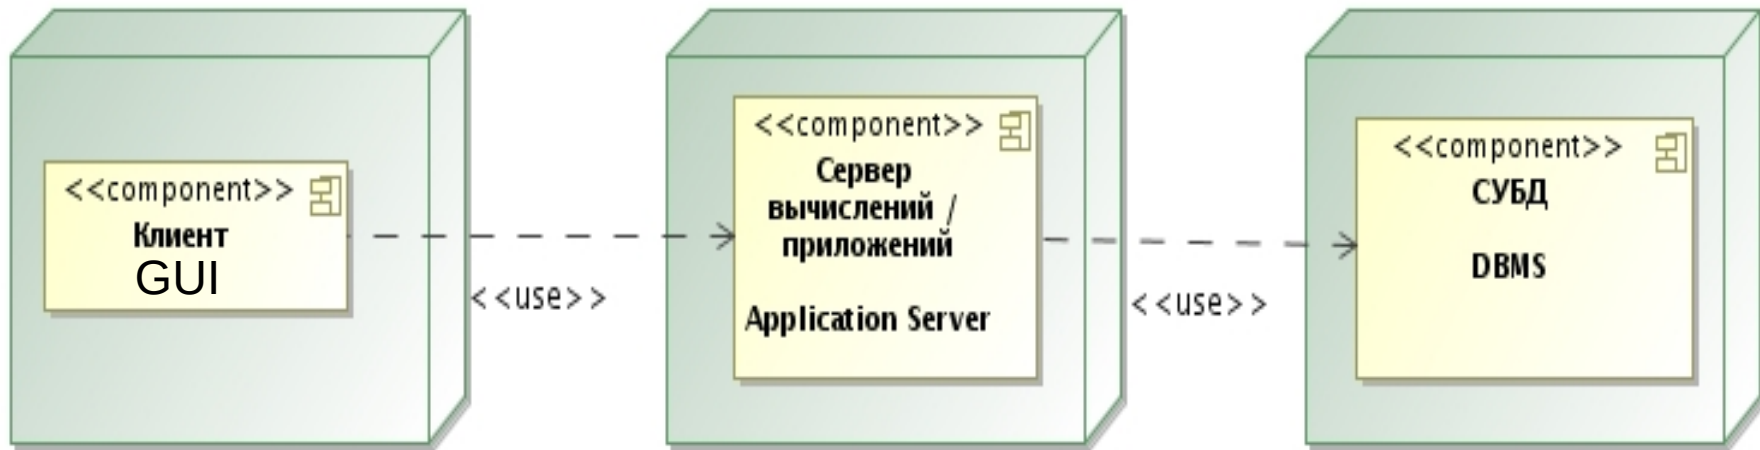 <<component>>
Клиент
GUI
<<use>>
<<component>>
Сервер
вычислений /
приложений
Application Server
<<use>>
<<component>>
СУБД
DBMS